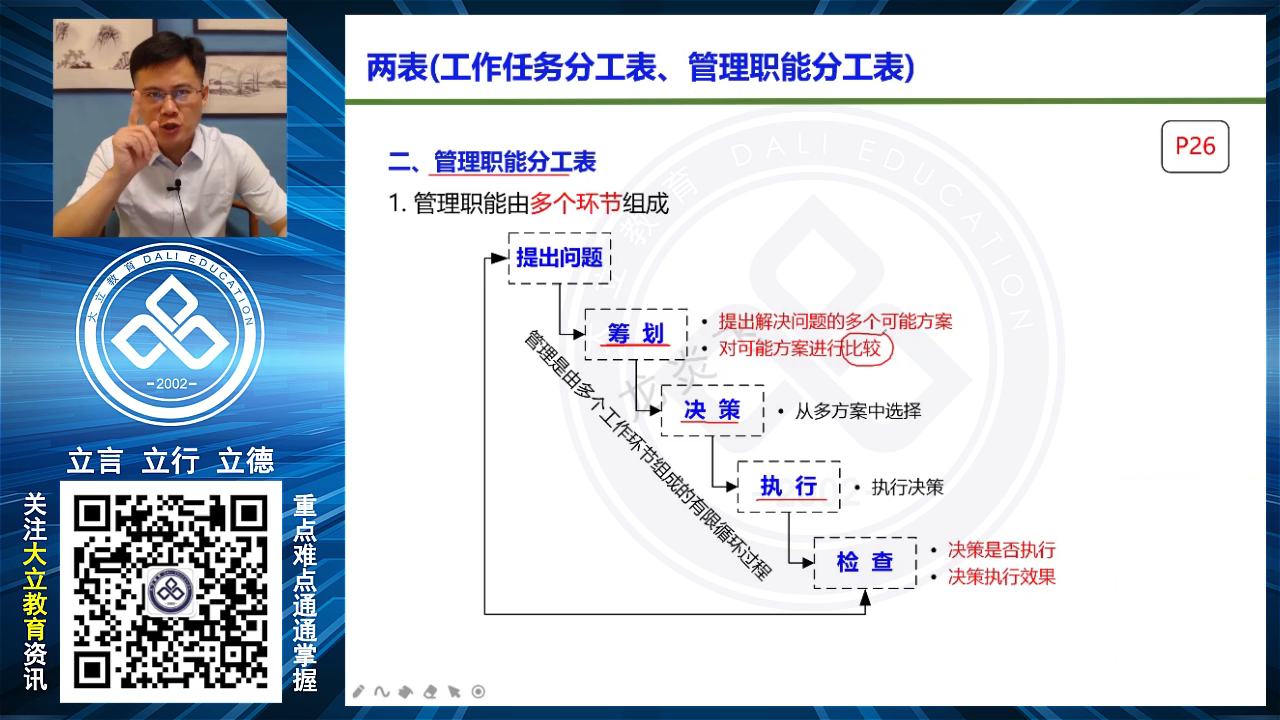 两表(工作任务分工表、管理职能分工表)
P26
二、管理职能分工表
1. 管理职能由多个环节组成
提出问题
筹 划
• 提出解决问题的多个可能方案
• 对可能方案进行比较
决 策
• 从多方案中选择
执 行
• 执行决策
检 查
• 决策是否执行
• 决策执行效果
管理是由多个工作环节组成的有限循环过程
大立教育 DALI EDUCATION
大立教育 DALI EDUCATION
-2002-
立言 立行 立德
关注大立教育资讯
重点难点通通掌握